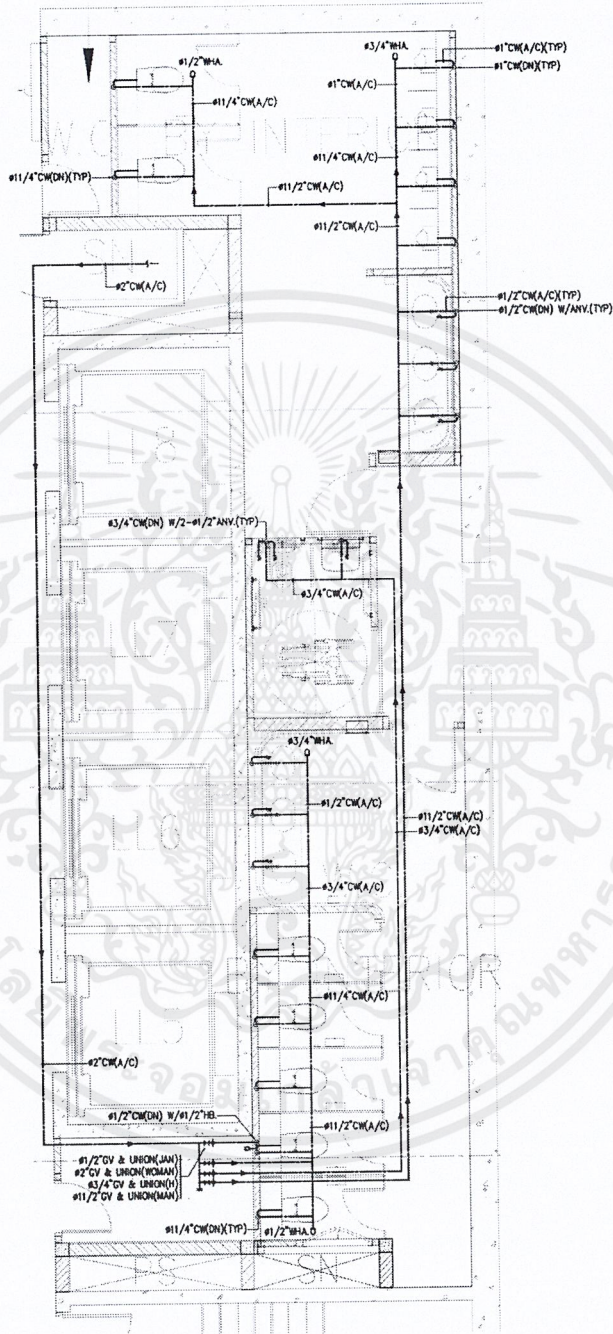 ø1/2"WHA.
ø3/4"WHA.
ø1"CW(A/C)(TYP)
ø1"CW(DN)(TYP)
ø1"CW(A/C)
ø11/4"CW(A/C)
ø11/4"CW(A/C)
ø11/4"CW(DN)(TYP)
ø11/2"CW(A/C)
ø11/2"CW(A/C)
ø2"CW(A/C)
ø1/2"CW(A/C)(TYP)
ø1/2"CW(DN) W/ANV.(TYP)
ø3/4"CW(DN) W/2-ø1/2"ANV.(TYP)
ø3/4"CW(A/C)
ø3/4"WHA.
ø1/2"CW(A/C)
ø11/2"CW(A/C)
ø3/4"CW(A/C)
ø3/4"CW(A/C)
ø11/4"CW(A/C)
ø2"CW(A/C)
ø1/2"CW(DN) W/ø1/2"HB.
ø11/2"CW(A/C)
ø1/2"GV & UNION(JAN)
ø2"GV & UNION(WOMAN)
ø3/4"GV & UNION(H)
ø11/2"GV & UNION(MAN)
ø11/4"CW(DN)(TYP)
ø1/2"WHA.
PS
SN